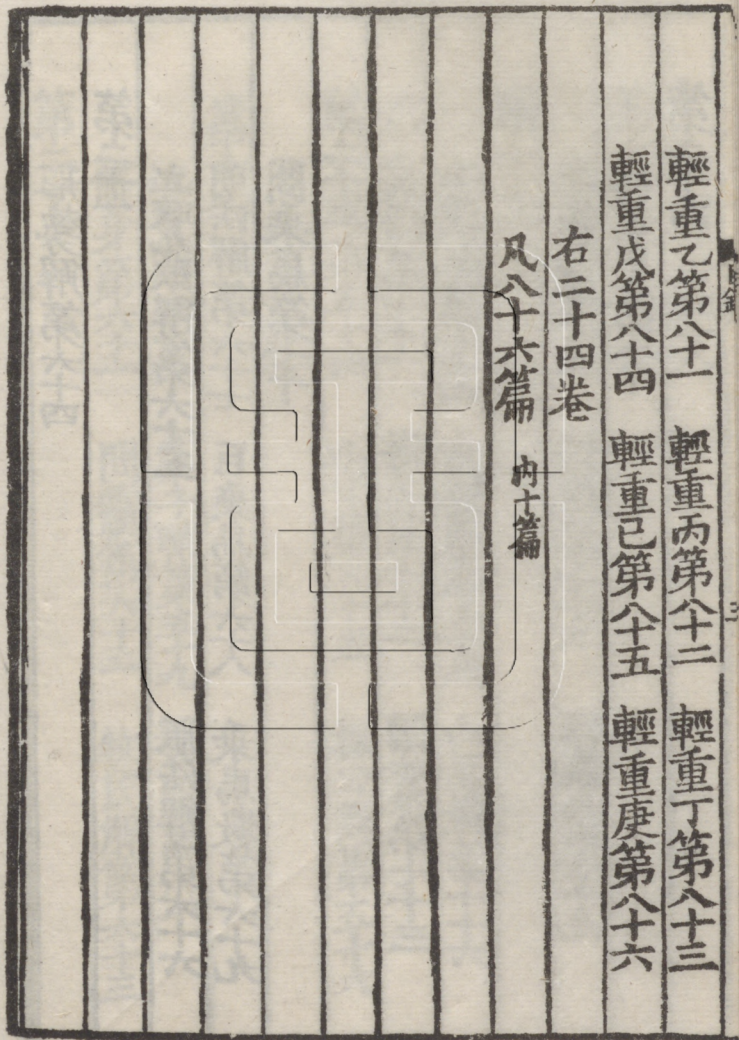 輕重乙第八十一 輕重丙第八十二 輕重丁第八十三
輕重戊第八十四 輕重己第八十五 輕重庚第八十六
右二十四卷
凡八十六篇 內十篇